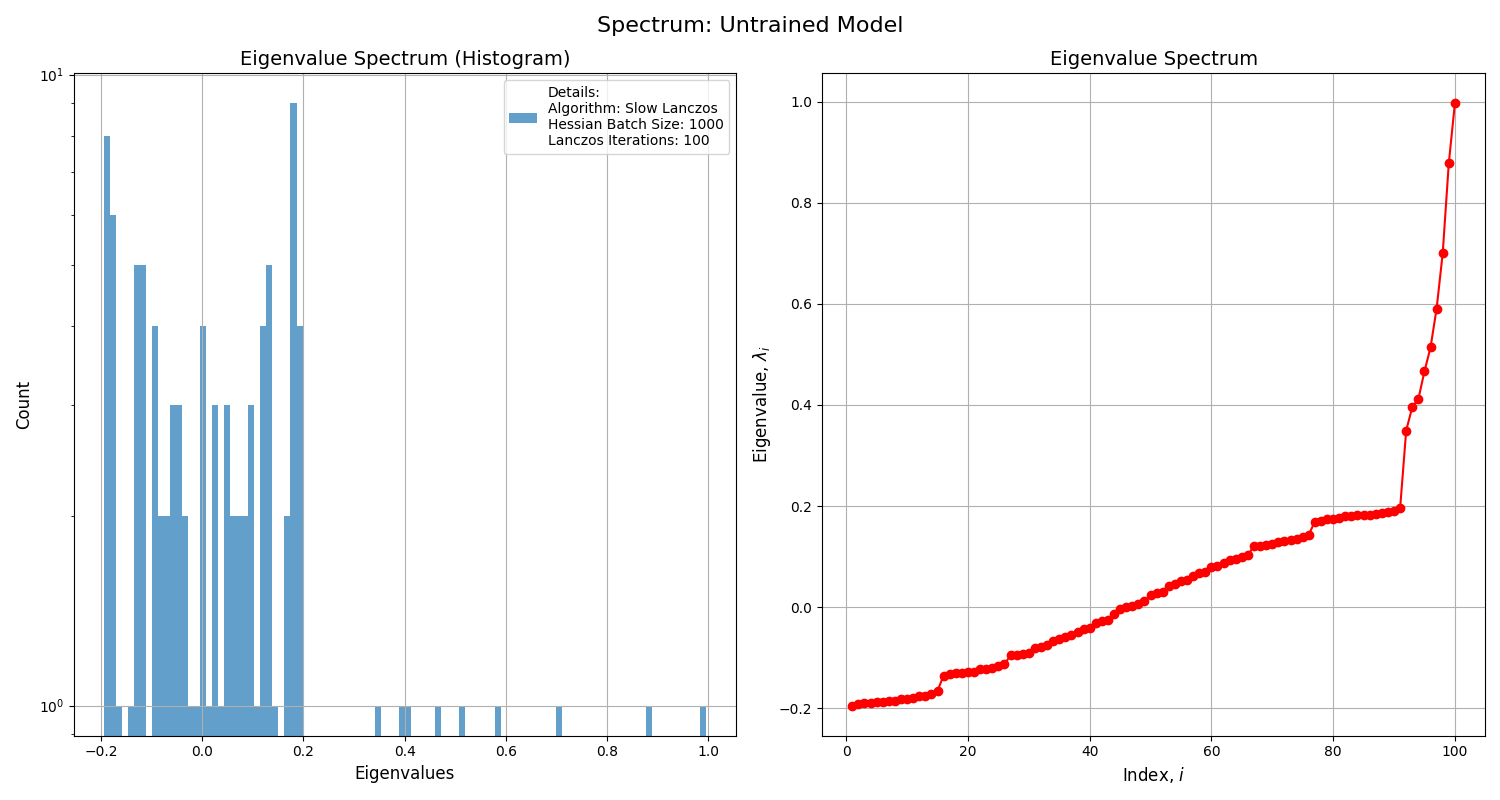 Spectrum: Untrained Model
Eigenvalue Spectrum (Histogram)
Count
10¹
10⁰
Details:
Algorithm: Slow Lanczos
Hessian Batch Size: 1000
Lanczos Iterations: 100
−0.2 0.0 0.2 0.4 0.6 0.8 1.0
Eigenvalues
Eigenvalue Spectrum
Eigenvalue, λᵢ
1.0
0.8
0.6
0.4
0.2
0.0
−0.2
0 20 40 60 80 100
Index, i